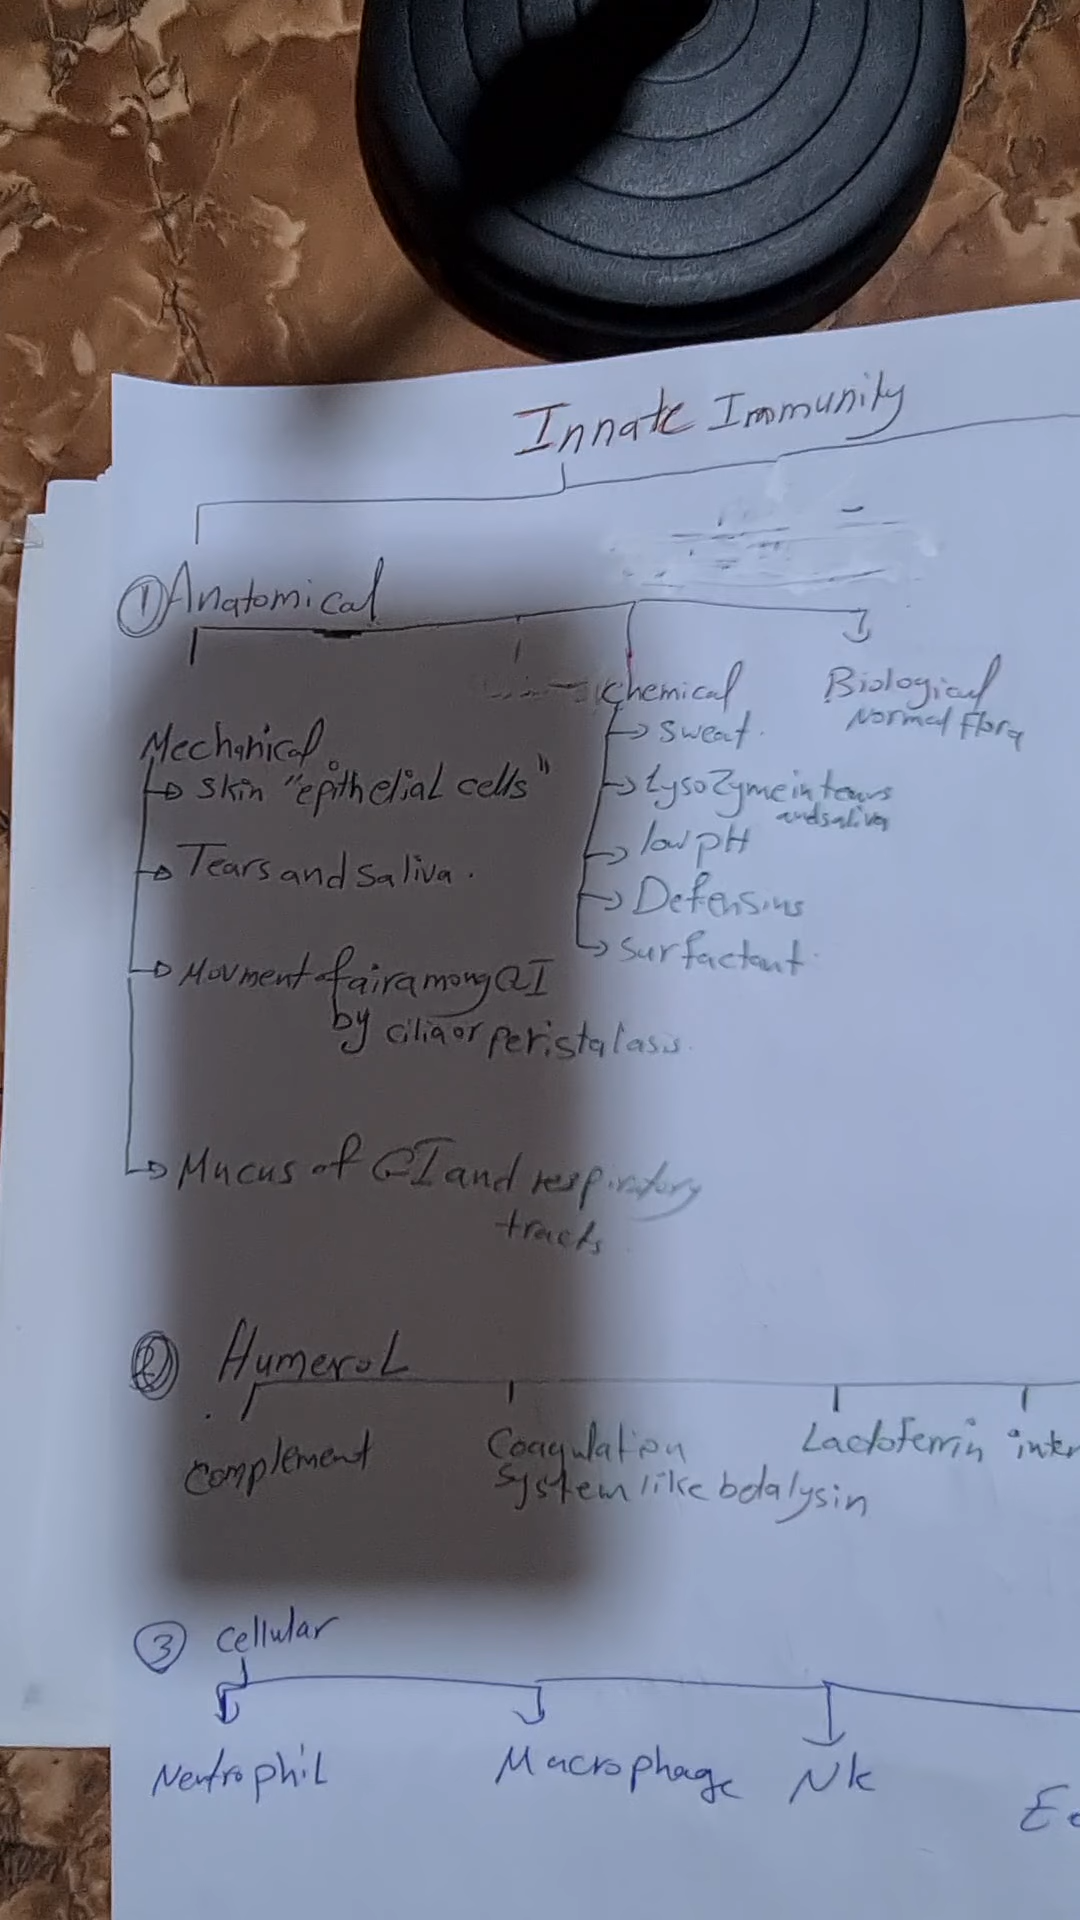 Innate Immunity
① Anatomical
Mechanical
Skin "epithelial cells"
Tears and saliva.
Movment of air among GI
by cilia or peristalasis.
Mucus of GI and respiratory
tracts
chemical
sweat.
Lysozyme in tears
and saliva
low pH
Defensins
surfactant
Biological
Normal Flora
② Humerol
complement
Coagulation
system like betalysin
Lactoferrin
inter
③ cellular
Neutrophil
Macrophage
NK